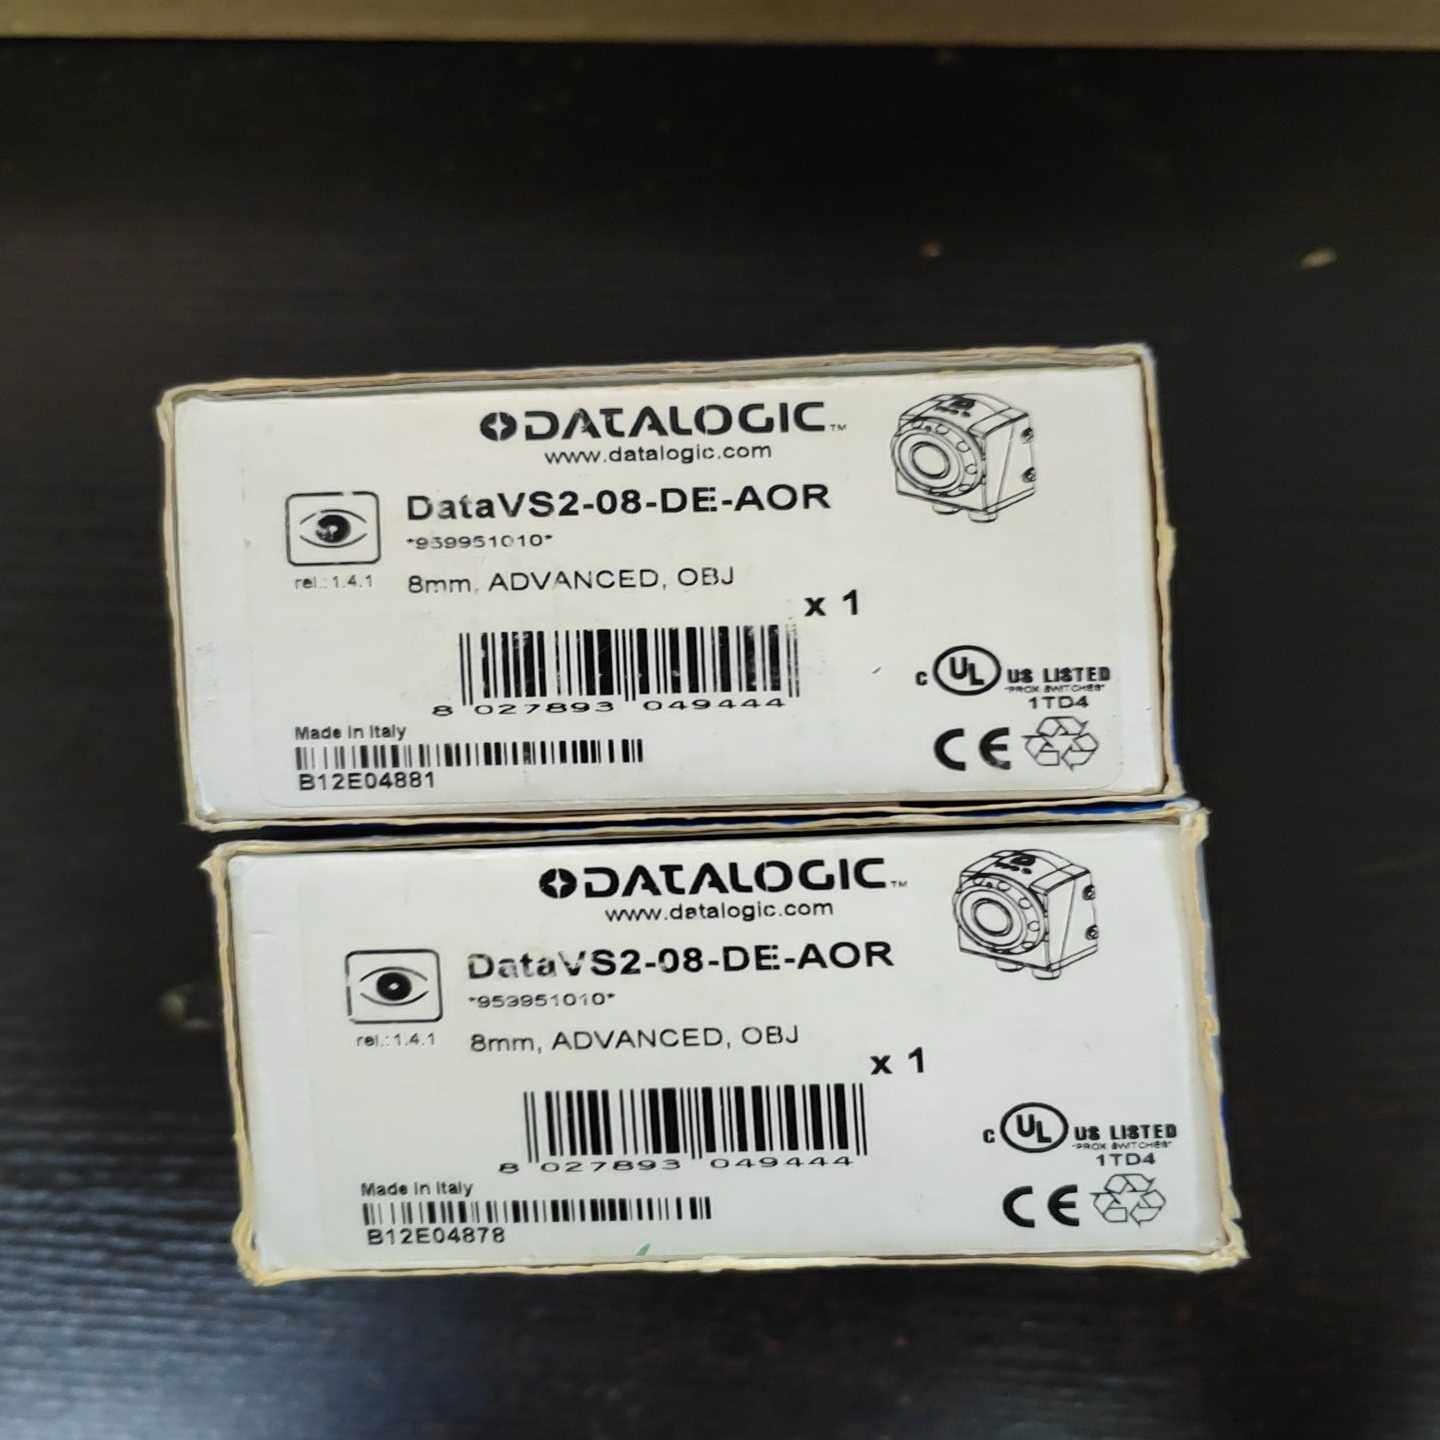 DATALOGIC™
www.datalogic.com
DataVS2-08-DE-AOR
*959951010*
rel.: 1.4.1
8mm, ADVANCED, OBJ
x 1
8 027893 049444
C UL US LISTED
"PROX SWITCHES"
1TD4
Made in Italy
B12E04881
CE
DATALOGIC™
www.datalogic.com
DataVS2-08-DE-AOR
*959951010*
rel.: 1.4.1
8mm, ADVANCED, OBJ
x 1
8 027893 049444
C UL US LISTED
"PROX SWITCHES"
1TD4
Made in Italy
B12E04878
CE